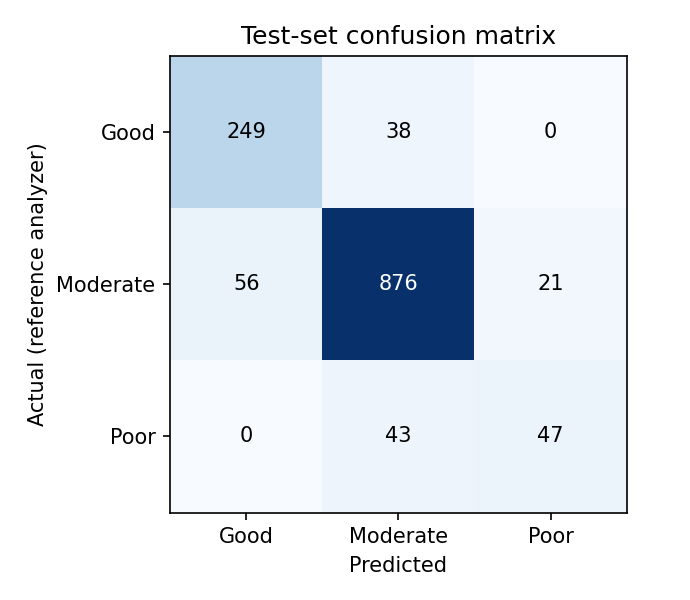 Test-set confusion matrix
Actual (reference analyzer)
Good 249 38 0
Moderate 56 876 21
Poor 0 43 47
Good Moderate Poor
Predicted